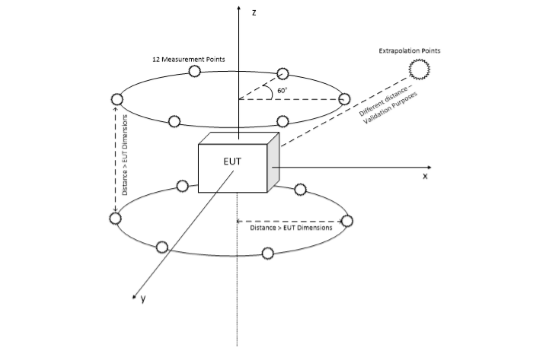 z
12 Measurement Points
Extrapolation Points
60°
Different distance –
Validation Purposes
Distance > EUT Dimensions
EUT
x
Distance > EUT Dimensions
y